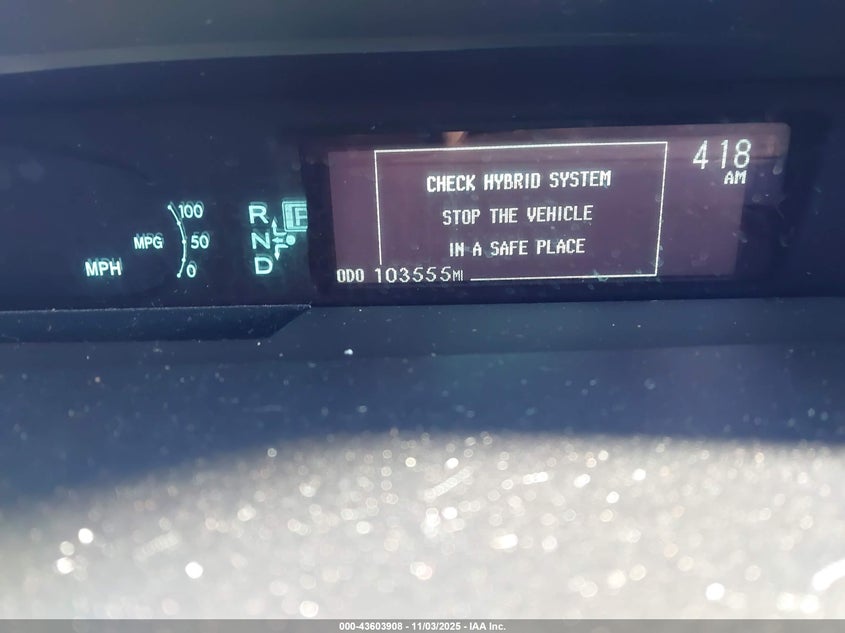 418
AM
CHECK HYBRID SYSTEM
STOP THE VEHICLE
IN A SAFE PLACE
ODO 103555MI
100
MPG 50
0
MPH
R
P
N
D
000-43603908 - 11/03/2025 - IAA Inc.